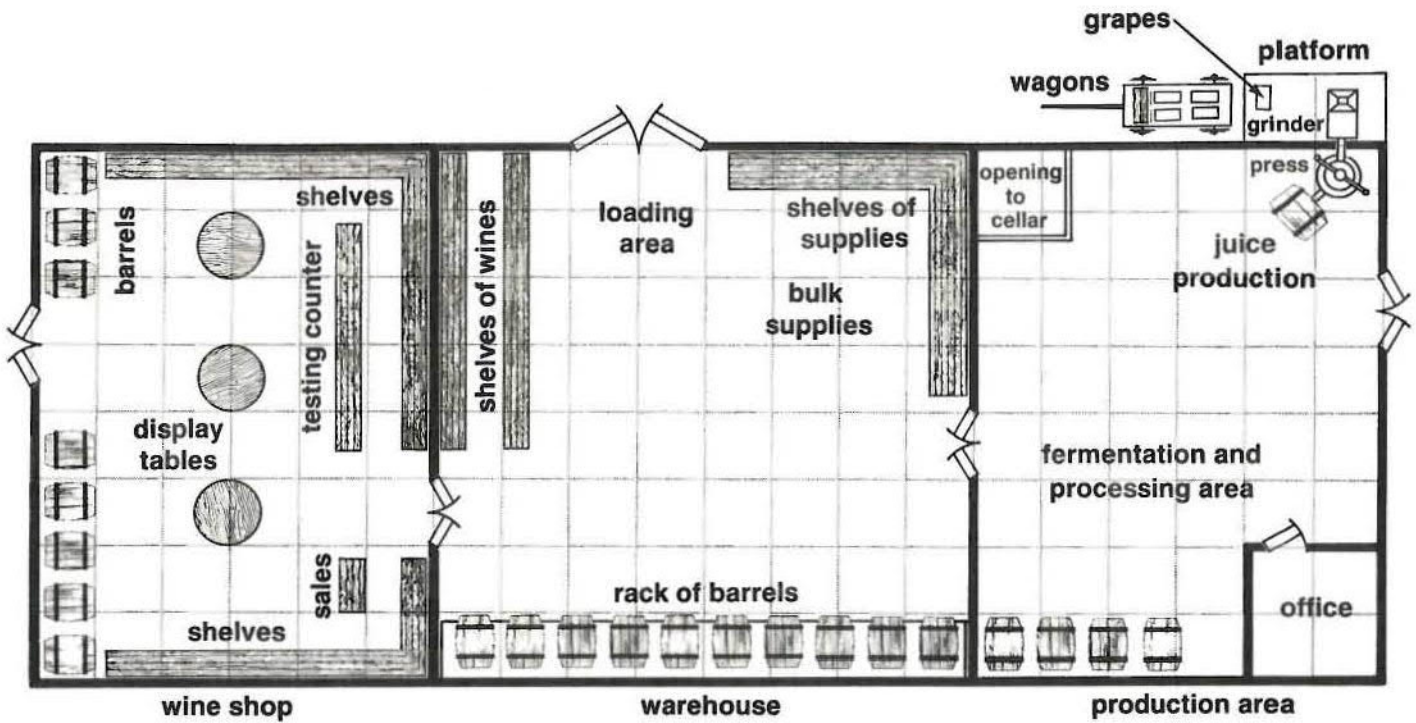 grapes
platform
wagons
grinder
press
opening
to
cellar
juice
production
barrels
shelves
testing counter
display
tables
sales
shelves
shelves of wines
loading
area
shelves of
supplies
bulk
supplies
rack of barrels
fermentation and
processing area
office
wine shop
warehouse
production area